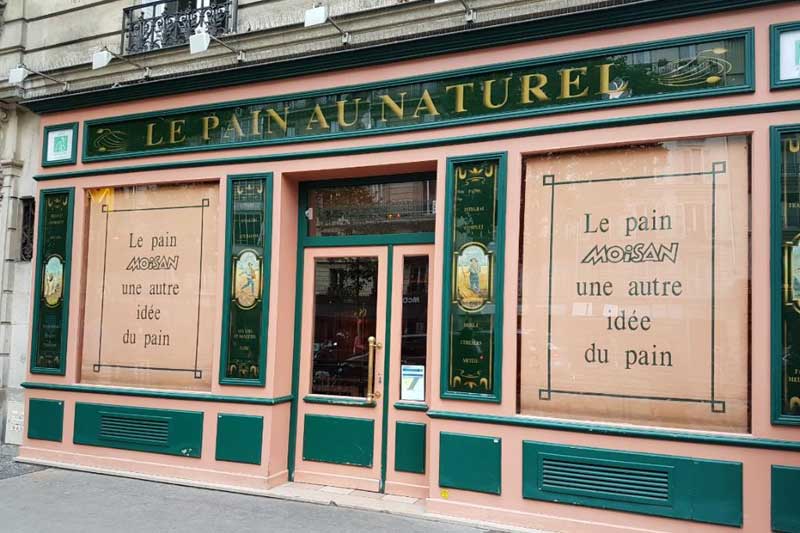 LE PAIN AU NATUREL
Le pain
MOiSAN
une autre
idée
du pain
Le pain
MOiSAN
une autre
idée
du pain